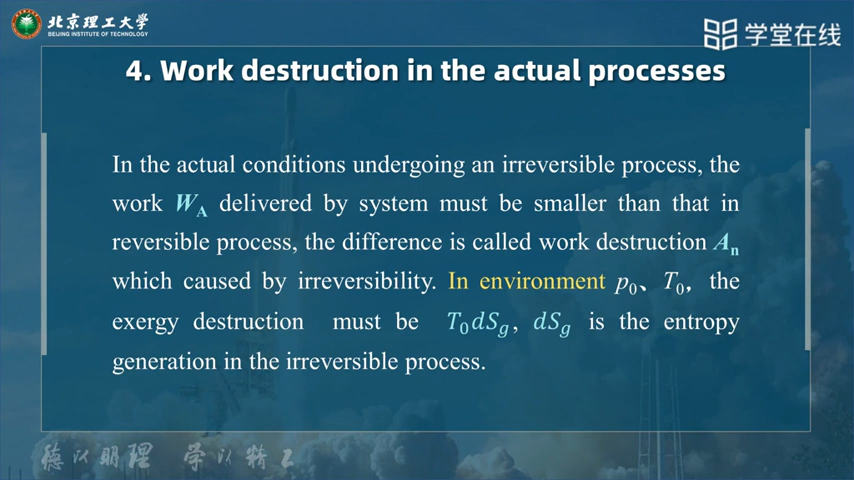 北京理工大学
BEIJING INSTITUTE OF TECHNOLOGY
学堂在线
4. Work destruction in the actual processes
In the actual conditions undergoing an irreversible process, the
work W_A delivered by system must be smaller than that in
reversible process, the difference is called work destruction A_n
which caused by irreversibility. In environment p_0、T_0，the
exergy destruction must be T_0dS_g, dS_g is the entropy
generation in the irreversible process.
德以明理 学以精工